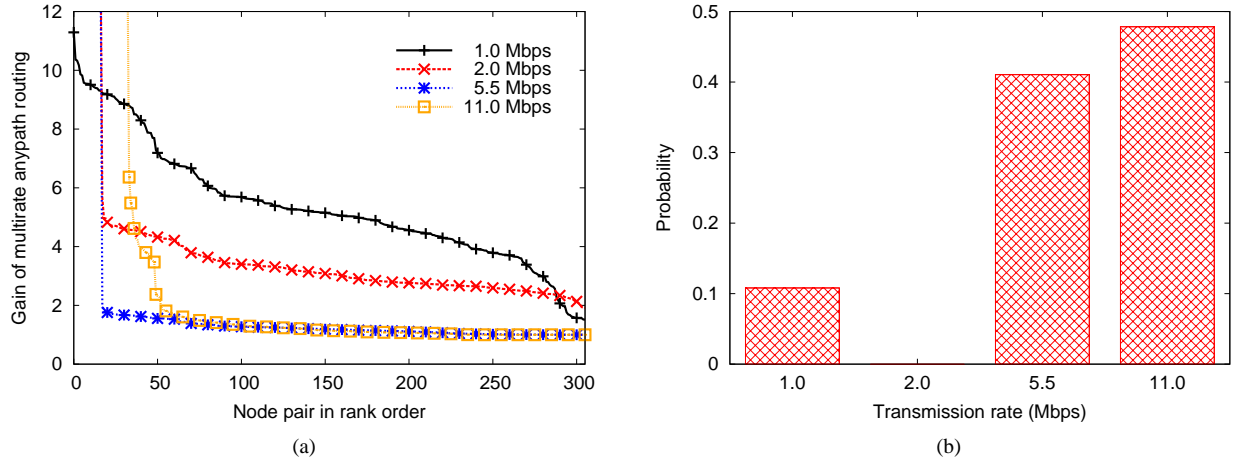 Gain of multirate anypath routing
12
10
8
6
4
2
0
0 50 100 150 200 250 300
Node pair in rank order
1.0 Mbps
2.0 Mbps
5.5 Mbps
11.0 Mbps
(a)
Probability
0.5
0.4
0.3
0.2
0.1
0
1.0 2.0 5.5 11.0
Transmission rate (Mbps)
(b)